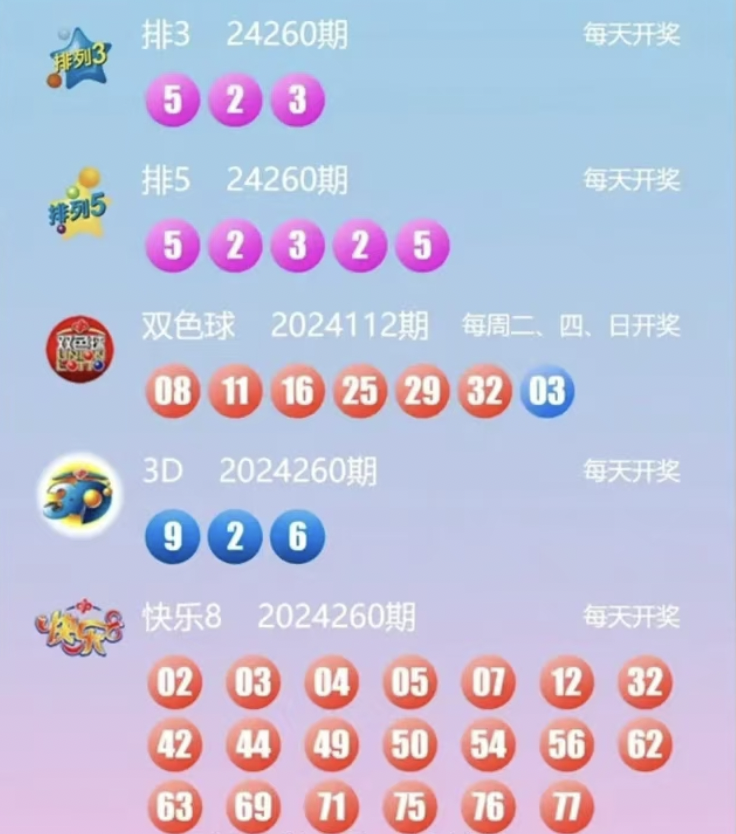 排列3
排3 24260期 每天开奖
5 2 3
排列5
排5 24260期 每天开奖
5 2 3 2 5
双色球
UNION
LOTTO
双色球 2024112期 每周二、四、日开奖
08 11 16 25 29 32 03
3D
3D 2024260期 每天开奖
9 2 6
快乐8
快乐8 2024260期 每天开奖
02 03 04 05 07 12 32
42 44 49 50 54 56 62
63 69 71 75 76 77